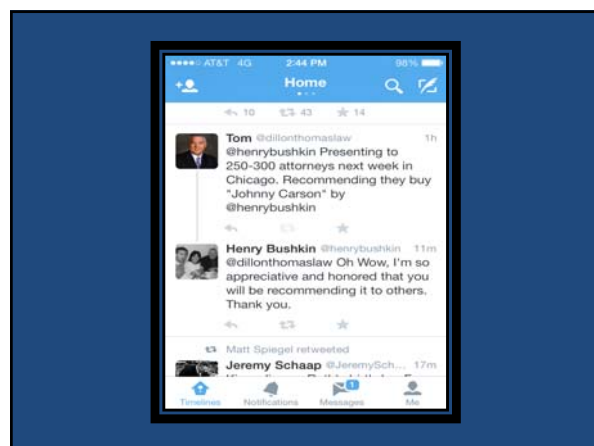 AT&T 4G 2:44 PM 98%
Home
10 43 14
Tom @dillonthomaslaw 1h
@henrybushkin Presenting to
250-300 attorneys next week in
Chicago. Recommending they buy
"Johnny Carson" by
@henrybushkin
Henry Bushkin @henrybushkin 11m
@dillonthomaslaw Oh Wow, I'm so
appreciative and honored that you
will be recommending it to others.
Thank you.
Matt Spiegel retweeted
Jeremy Schaap @JeremySch... 17m
1
Timelines Notifications Messages Me